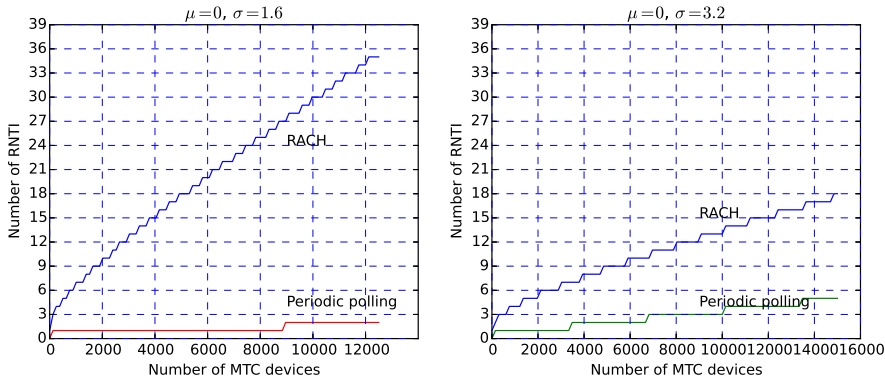 μ=0, σ=1.6
39
36
33
30
27
24
21
18
15
12
9
6
3
0
Number of RNTI
RACH
Periodic polling
0 2000 4000 6000 8000 10000 12000
Number of MTC devices
μ=0, σ=3.2
39
36
33
30
27
24
21
18
15
12
9
6
3
0
Number of RNTI
RACH
Periodic polling
0 2000 4000 6000 8000 10000 12000 14000 16000
Number of MTC devices